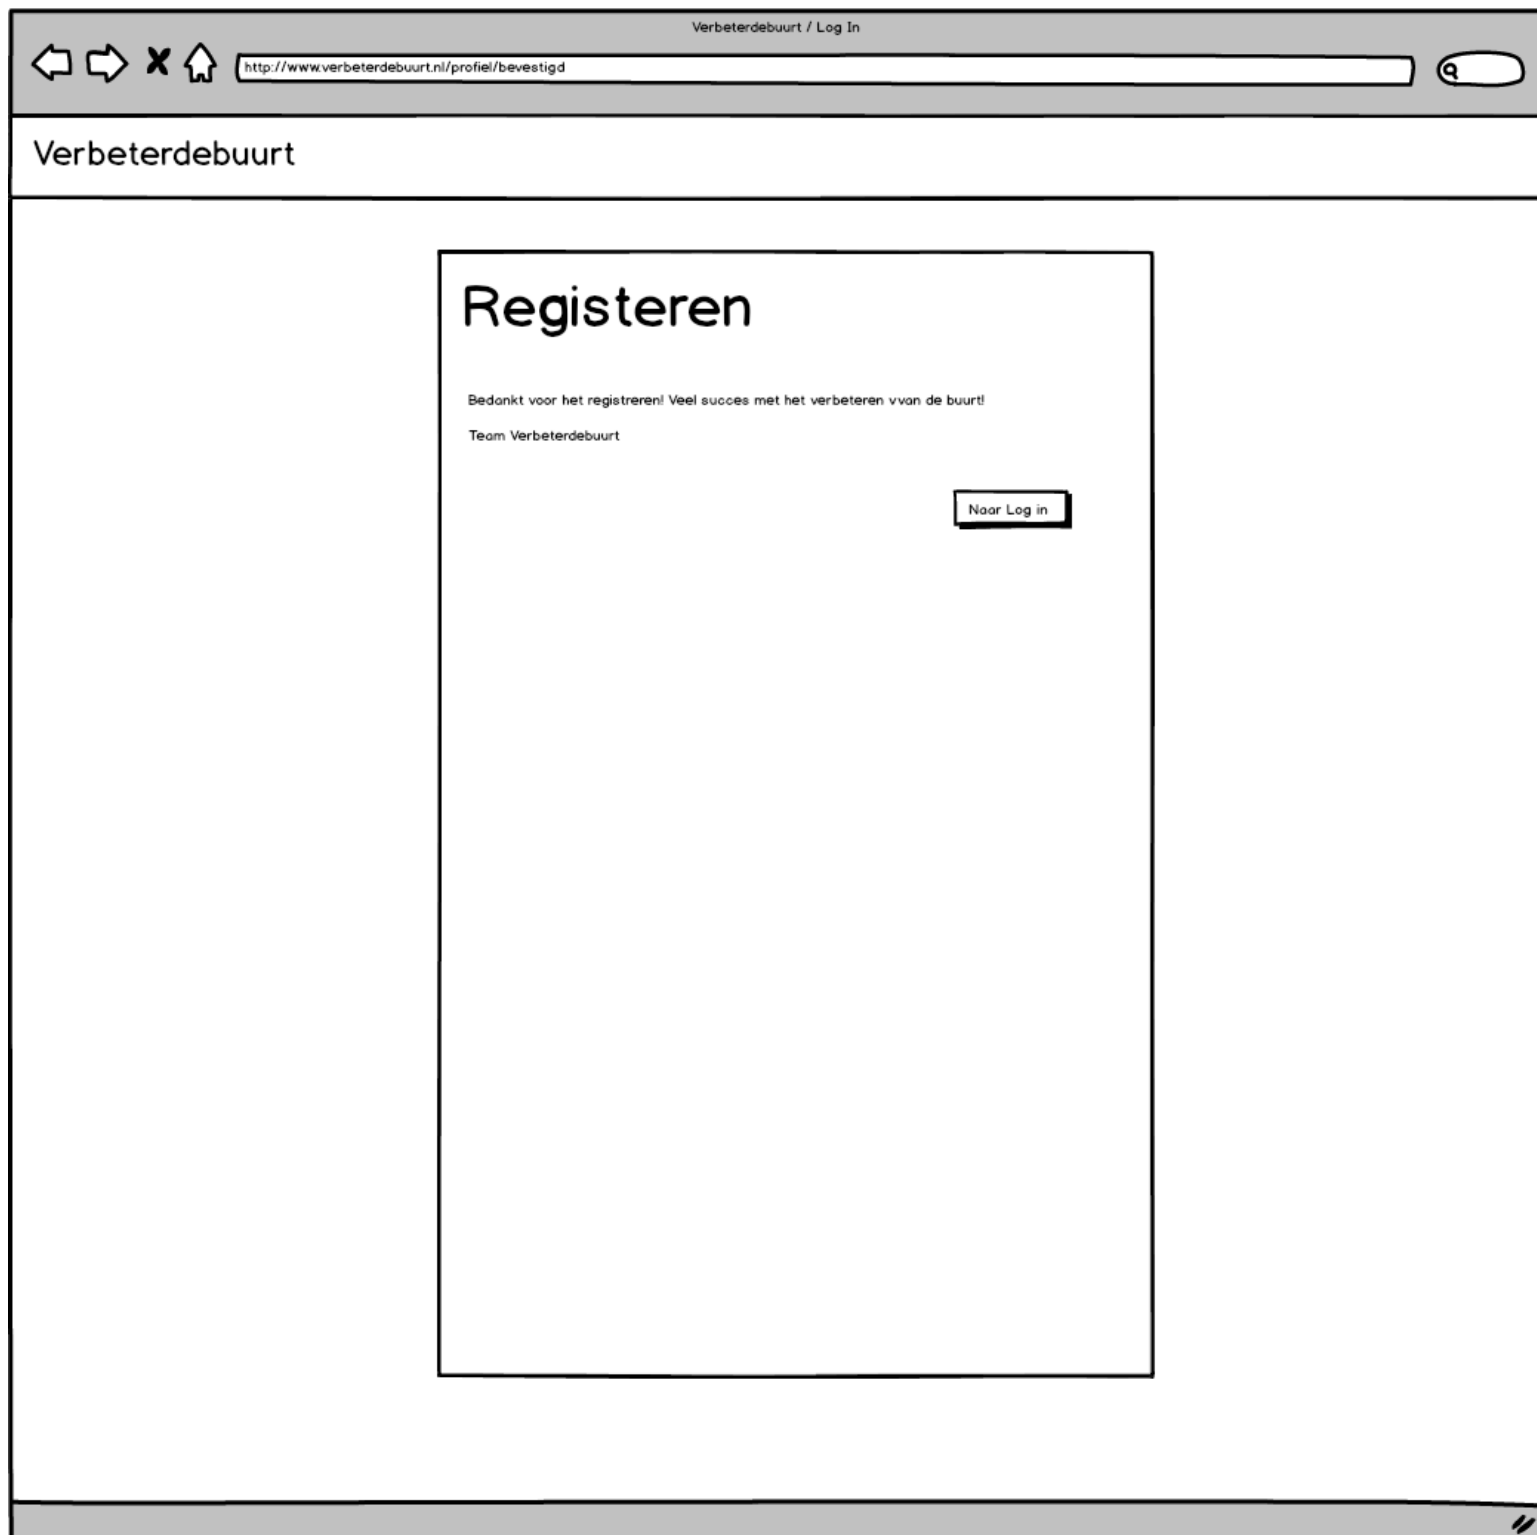 Verbeterdebuurt / Log In
http://www.verbeterdebuurt.nl/profiel/bevestigd
Verbeterdebuurt
Registeren
Bedankt voor het registreren! Veel succes met het verbeteren vvan de buurt!
Team Verbeterdebuurt
Naar Log in